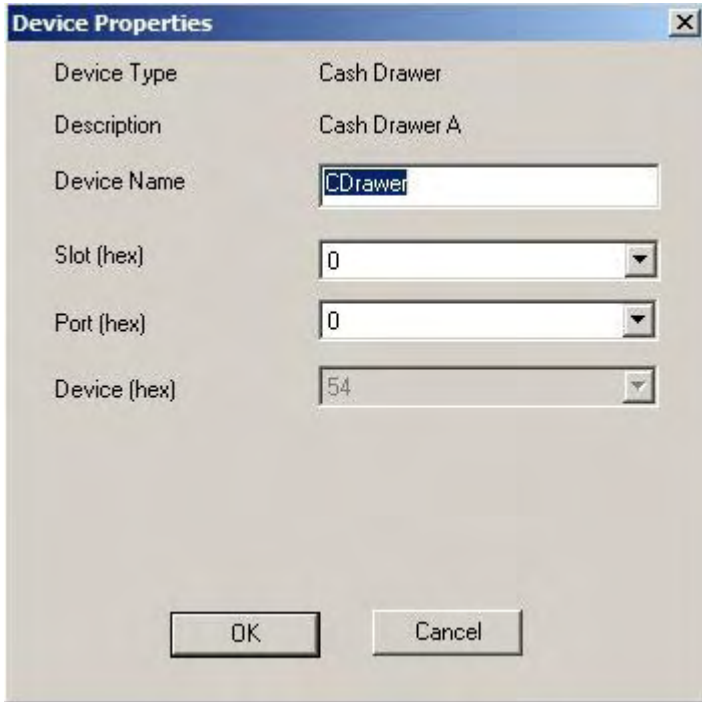 Device Properties
Device Type Cash Drawer
Description Cash Drawer A
Device Name CDrawer
Slot (hex) 0
Port (hex) 0
Device (hex) 54
OK Cancel